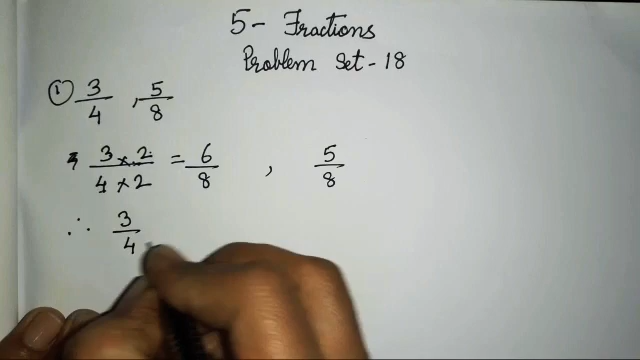 5 - Fractions
Problem Set - 18
① 3/4 , 5/8
3 × 2 / 4 × 2 = 6/8 , 5/8
∴ 3/4